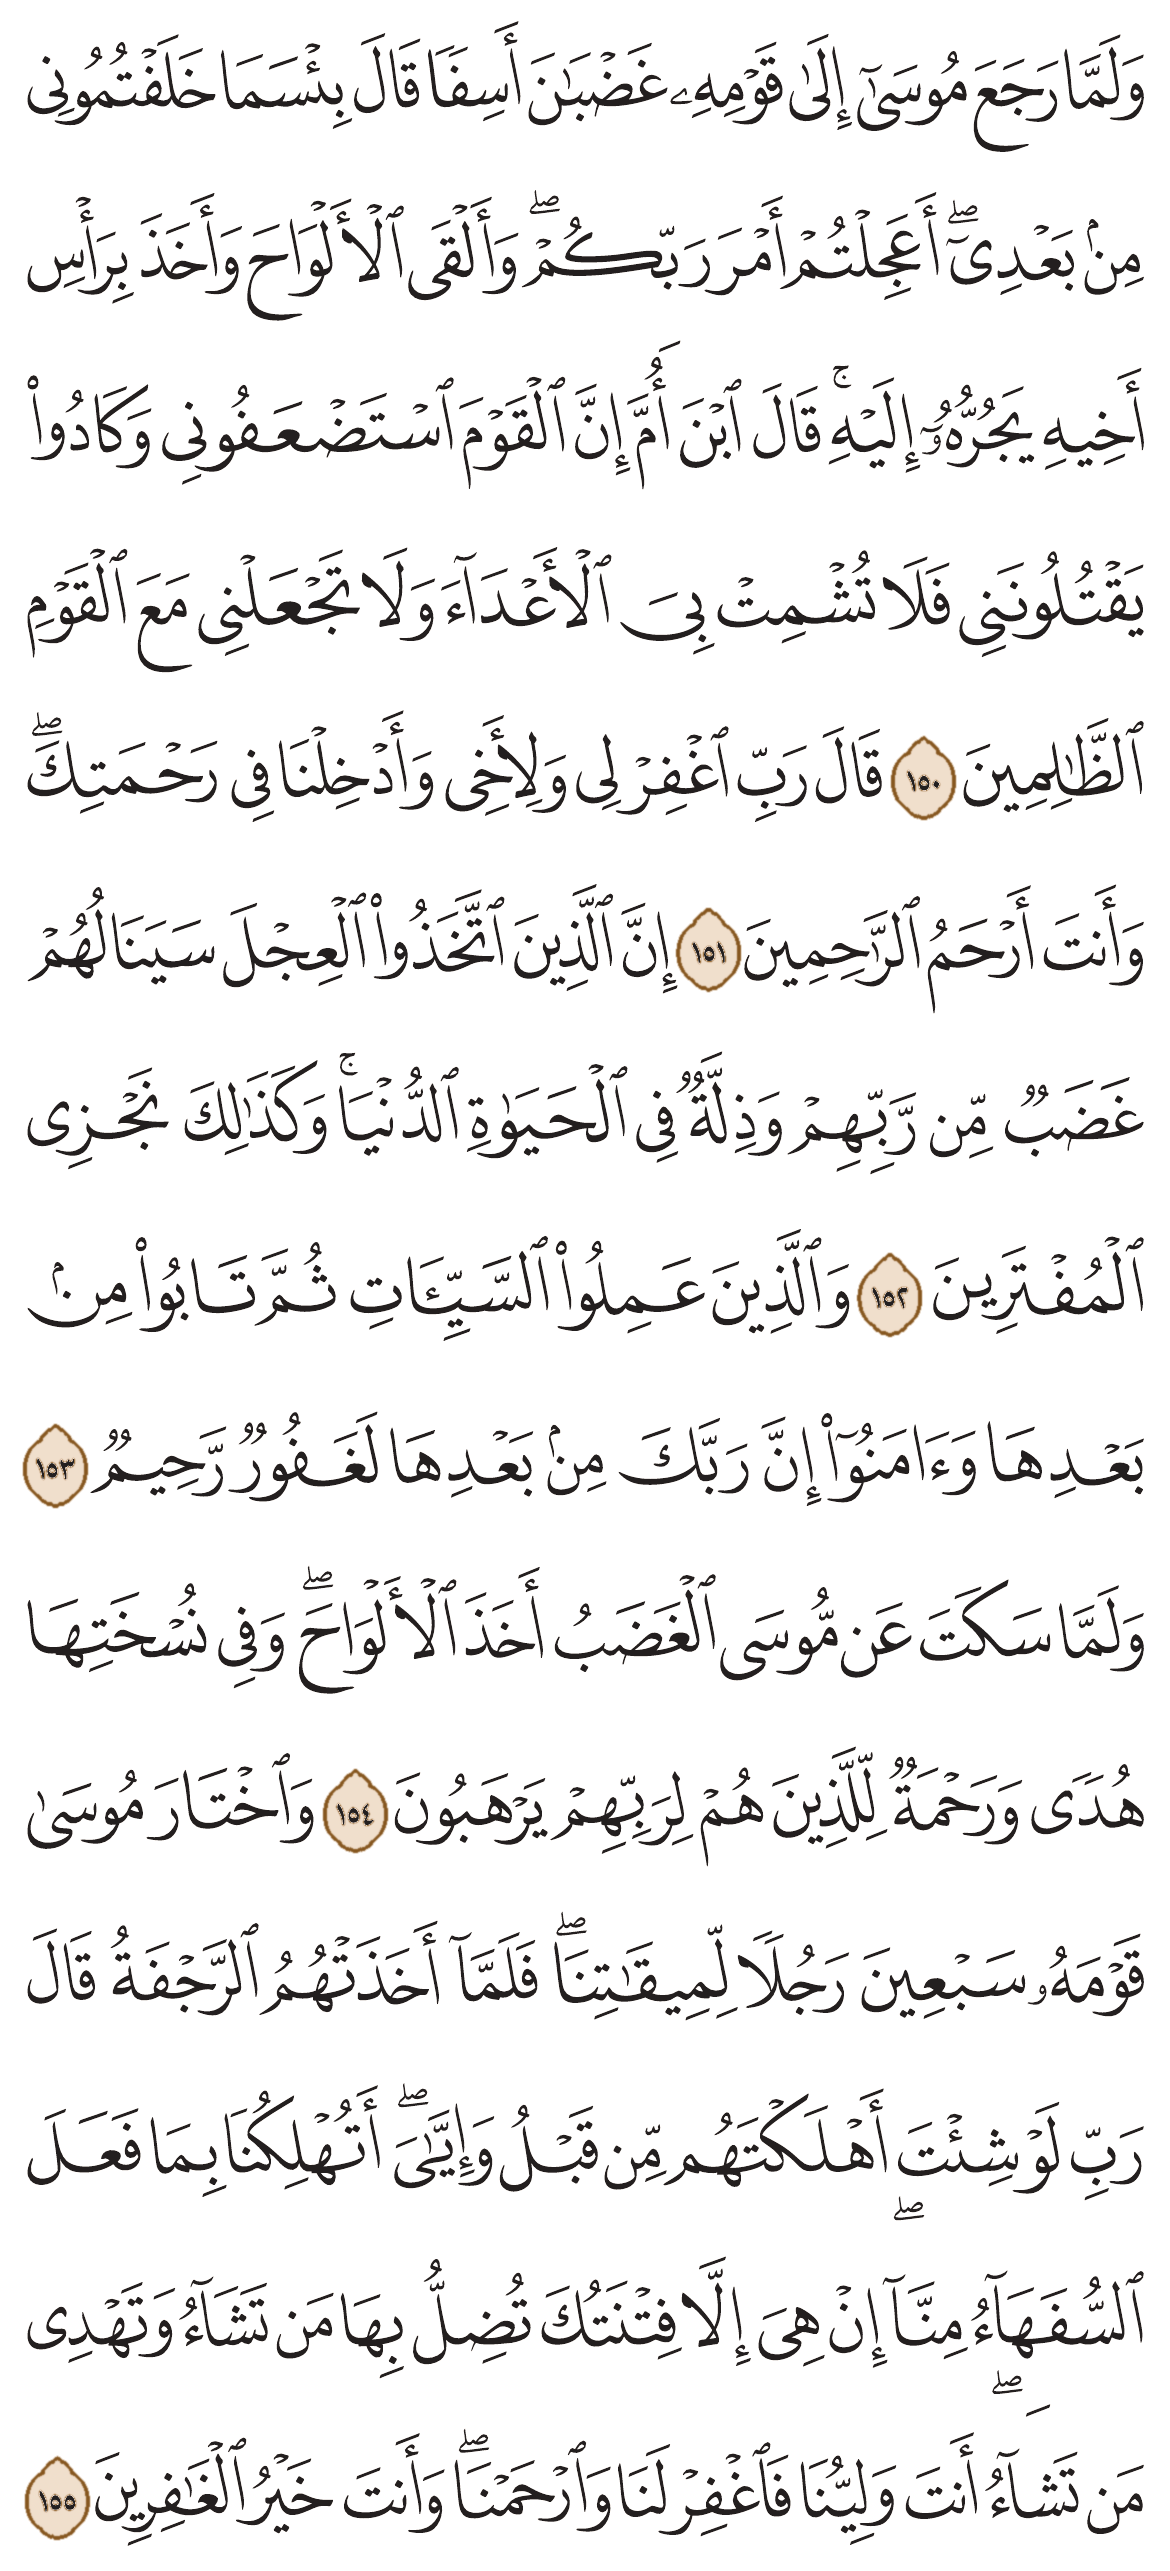 وَلَمَّا رَجَعَ مُوسَىٰٓ إِلَىٰ قَوْمِهِۦ غَضْبَٰنَ أَسِفًا قَالَ بِئْسَمَا خَلَفْتُمُونِى
مِنۢ بَعْدِىٓ ۖ أَعَجِلْتُمْ أَمْرَ رَبِّكُمْ ۖ وَأَلْقَى ٱلْأَلْوَاحَ وَأَخَذَ بِرَأْسِ
أَخِيهِ يَجُرُّهُۥٓ إِلَيْهِ ۚ قَالَ ٱبْنَ أُمَّ إِنَّ ٱلْقَوْمَ ٱسْتَضْعَفُونِى وَكَادُوا۟
يَقْتُلُونَنِى فَلَا تُشْمِتْ بِىَ ٱلْأَعْدَآءَ وَلَا تَجْعَلْنِى مَعَ ٱلْقَوْمِ
ٱلظَّٰلِمِينَ ١٥٠ قَالَ رَبِّ ٱغْفِرْ لِى وَلِأَخِى وَأَدْخِلْنَا فِى رَحْمَتِكَ ۖ
وَأَنتَ أَرْحَمُ ٱلرَّٰحِمِينَ ١٥١ إِنَّ ٱلَّذِينَ ٱتَّخَذُوا۟ ٱلْعِجْلَ سَيَنَالُهُمْ
غَضَبٌ مِّن رَّبِّهِمْ وَذِلَّةٌ فِى ٱلْحَيَوٰةِ ٱلدُّنْيَا ۚ وَكَذَٰلِكَ نَجْزِى
ٱلْمُفْتَرِينَ ١٥٢ وَٱلَّذِينَ عَمِلُوا۟ ٱلسَّيِّـَٔاتِ ثُمَّ تَابُوا۟ مِنۢ
بَعْدِهَا وَءَامَنُوٓا۟ إِنَّ رَبَّكَ مِنۢ بَعْدِهَا لَغَفُورٌ رَّحِيمٌ ١٥٣
وَلَمَّا سَكَتَ عَن مُّوسَى ٱلْغَضَبُ أَخَذَ ٱلْأَلْوَاحَ ۖ وَفِى نُسْخَتِهَا
هُدًى وَرَحْمَةٌ لِّلَّذِينَ هُمْ لِرَبِّهِمْ يَرْهَبُونَ ١٥٤ وَٱخْتَارَ مُوسَىٰ
قَوْمَهُۥ سَبْعِينَ رَجُلًا لِّمِيقَٰتِنَا ۖ فَلَمَّآ أَخَذَتْهُمُ ٱلرَّجْفَةُ قَالَ
رَبِّ لَوْ شِئْتَ أَهْلَكْتَهُم مِّن قَبْلُ وَإِيَّٰىَ ۖ أَتُهْلِكُنَا بِمَا فَعَلَ
ٱلسُّفَهَآءُ مِنَّآ ۖ إِنْ هِىَ إِلَّا فِتْنَتُكَ تُضِلُّ بِهَا مَن تَشَآءُ وَتَهْدِى
مَن تَشَآءُ ۖ أَنتَ وَلِيُّنَا فَٱغْفِرْ لَنَا وَٱرْحَمْنَا ۖ وَأَنتَ خَيْرُ ٱلْغَٰفِرِينَ ١٥٥